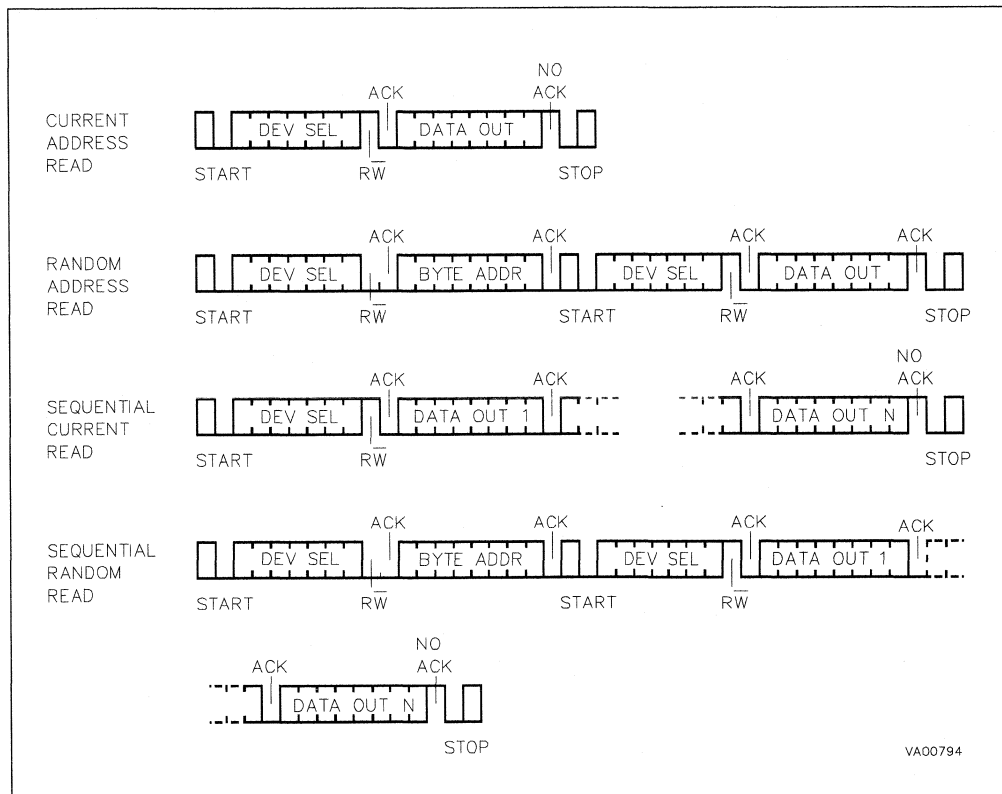 NO
ACK ACK
CURRENT
ADDRESS
READ
DEV SEL DATA OUT
START RW̅ STOP
ACK ACK ACK ACK
RANDOM
ADDRESS
READ
DEV SEL BYTE ADDR DEV SEL DATA OUT
START RW̅ START RW̅ STOP
NO
ACK ACK ACK ACK
SEQUENTIAL
CURRENT
READ
DEV SEL DATA OUT 1 DATA OUT N
START RW̅ STOP
ACK ACK ACK ACK
SEQUENTIAL
RANDOM
READ
DEV SEL BYTE ADDR DEV SEL DATA OUT 1
START RW̅ START RW̅
NO
ACK ACK
DATA OUT N
STOP
VA00794